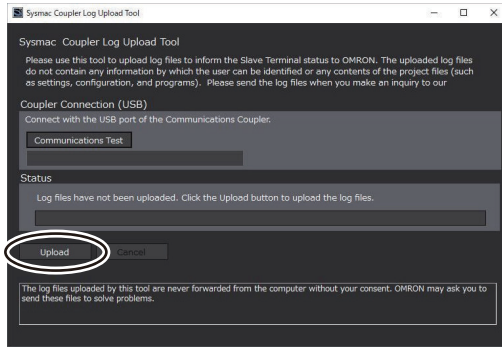 Sysmac Coupler Log Upload Tool
Sysmac Coupler Log Upload Tool
Please use this tool to upload log files to inform the Slave Terminal status to OMRON. The uploaded log files
do not contain any information by which the user can be identified or any contents of the project files (such
as settings, configuration, and programs). Please send the log files when you make an inquiry to our
Coupler Connection (USB)
Connect with the USB port of the Communications Coupler.
Communications Test
Status
Log files have not been uploaded. Click the Upload button to upload the log files.
Upload
Cancel
The log files uploaded by this tool are never forwarded from the computer without your consent. OMRON may ask you to
send these files to solve problems.